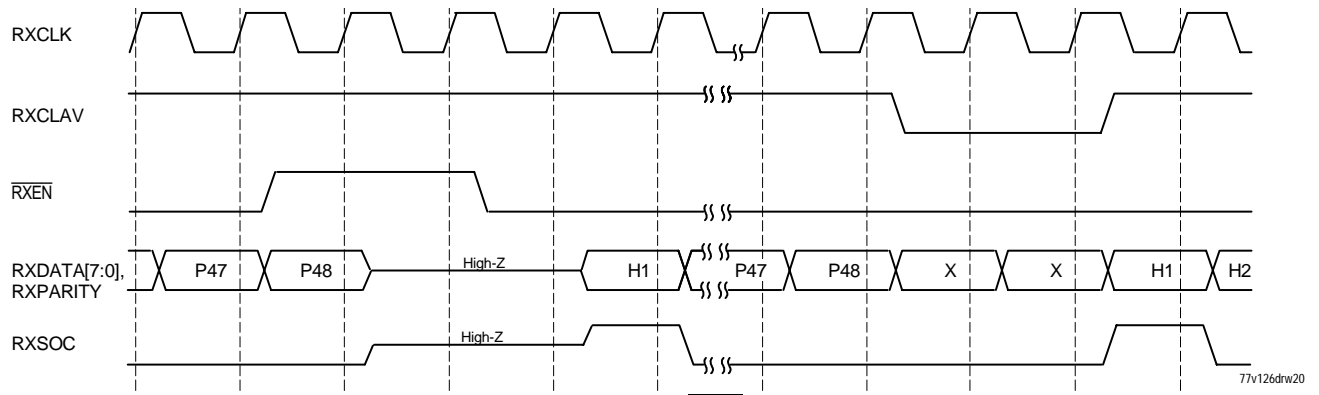 RXCLK
RXCLAV
RXEN
RXDATA[7:0],
RXPARITY
P47 P48 High-Z H1 P47 P48 X X H1 H2
RXSOC
High-Z
77v126drw20